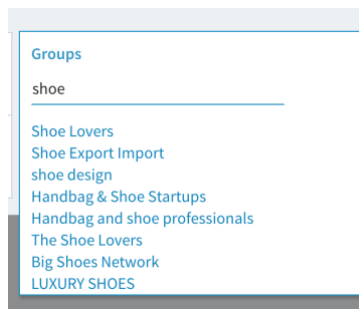 Groups
shoe
Shoe Lovers
Shoe Export Import
shoe design
Handbag & Shoe Startups
Handbag and shoe professionals
The Shoe Lovers
Big Shoes Network
LUXURY SHOES